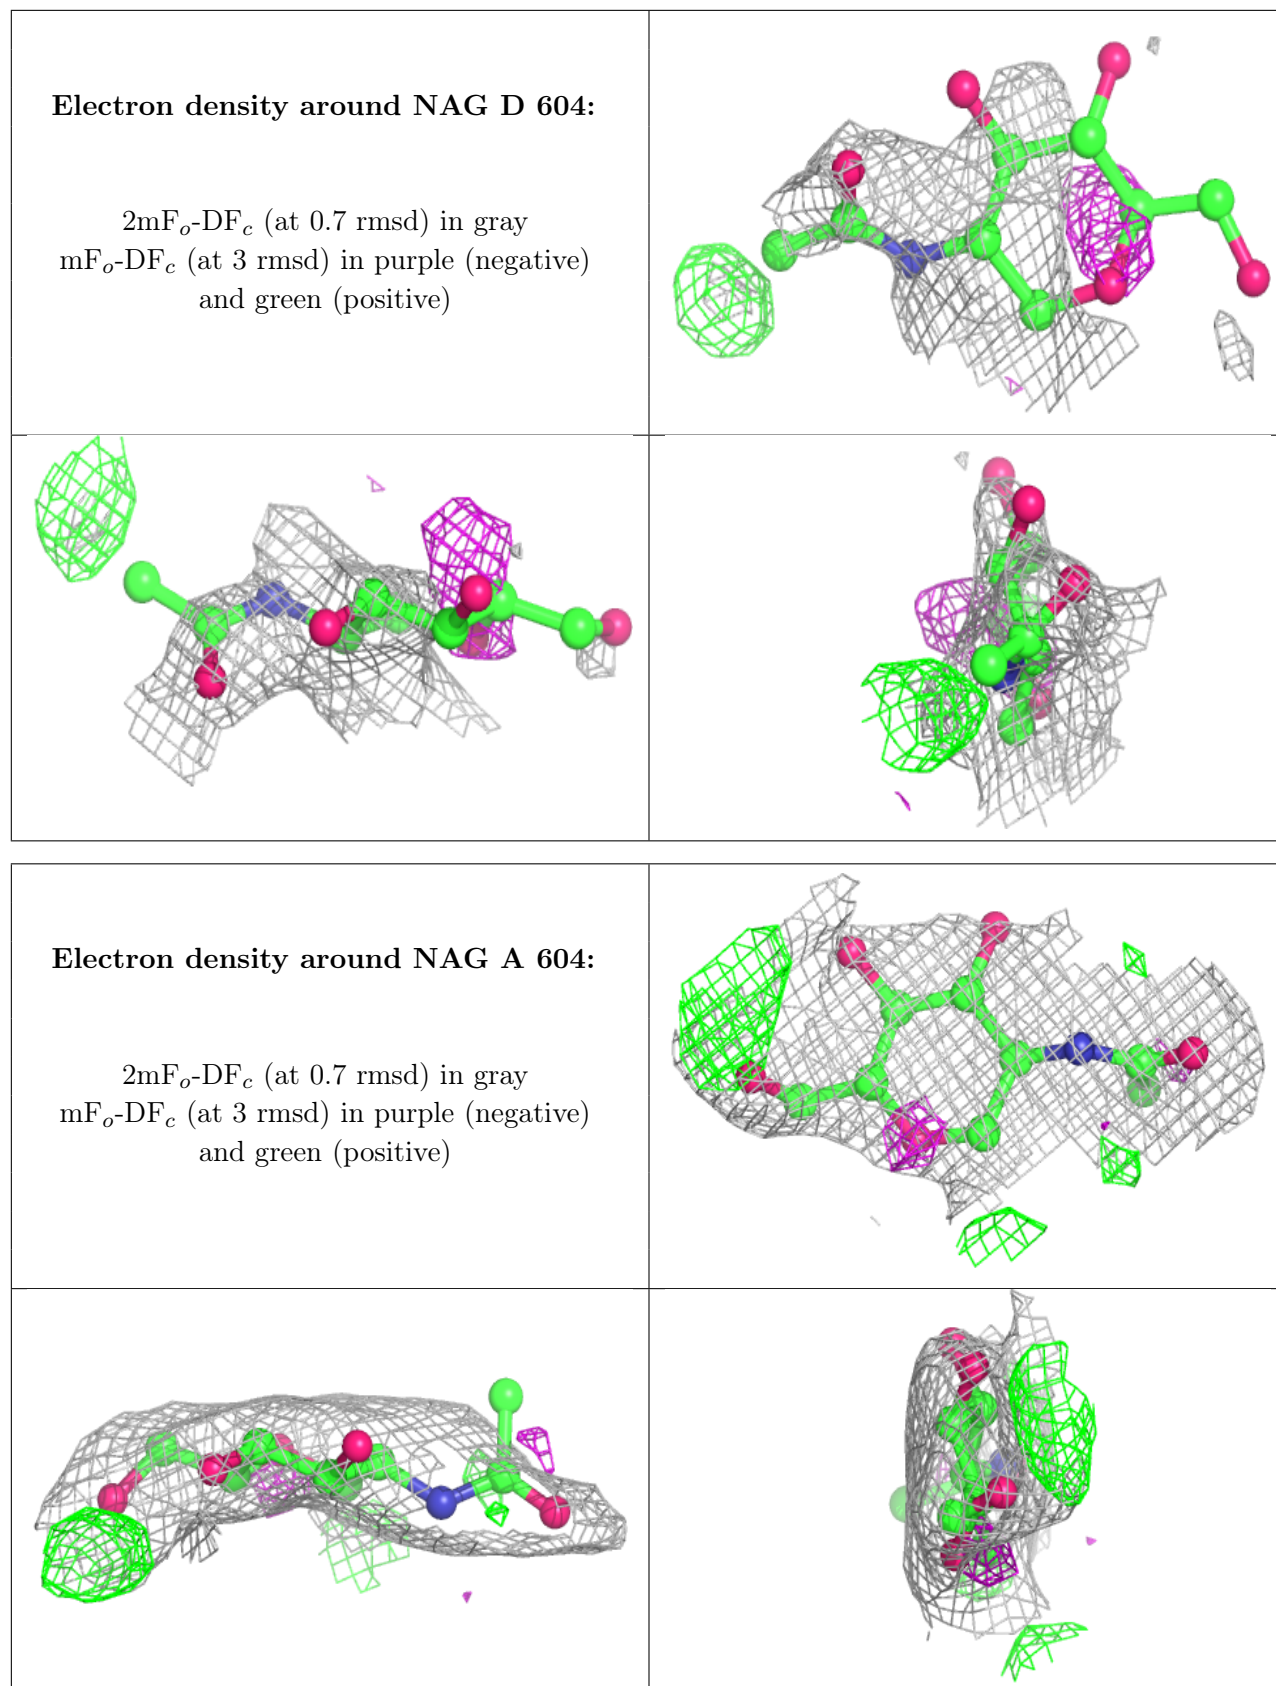 Electron density around NAG D 604:
2mFo-DFc (at 0.7 rmsd) in gray
mFo-DFc (at 3 rmsd) in purple (negative)
and green (positive)
Electron density around NAG A 604:
2mFo-DFc (at 0.7 rmsd) in gray
mFo-DFc (at 3 rmsd) in purple (negative)
and green (positive)